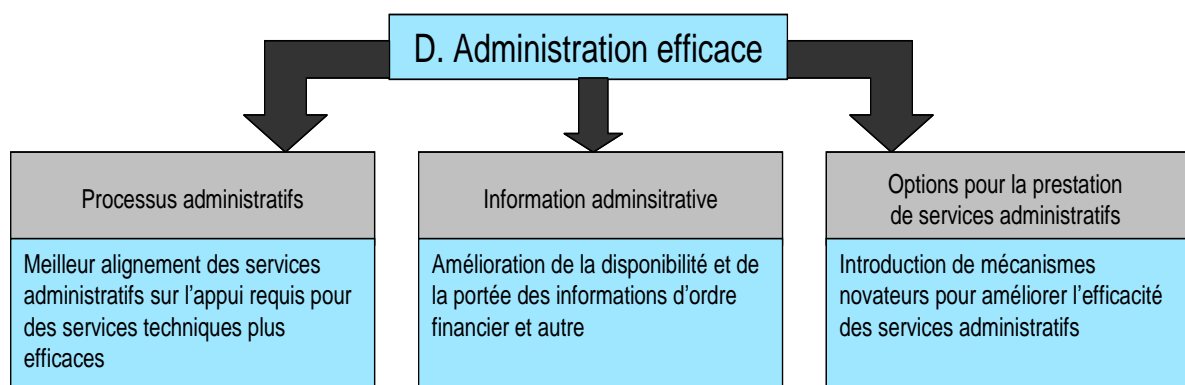 D. Administration efficace
Processus administratifs
Meilleur alignement des services
administratifs sur l'appui requis pour
des services techniques plus
efficaces
Information adminsitrative
Amélioration de la disponibilité et de
la portée des informations d'ordre
financier et autre
Options pour la prestation
de services administratifs
Introduction de mécanismes
novateurs pour améliorer l'efficacité
des services administratifs